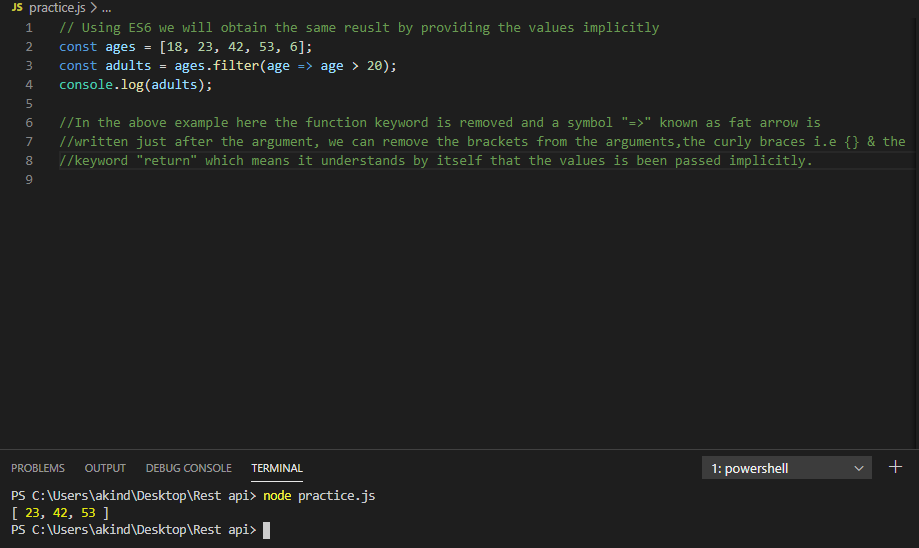 JS practice.js > ...
1 // Using ES6 we will obtain the same reuslt by providing the values implicitly
2 const ages = [18, 23, 42, 53, 6];
3 const adults = ages.filter(age => age > 20);
4 console.log(adults);
5
6 //In the above example here the function keyword is removed and a symbol "=>" known as fat arrow is
7 //written just after the argument, we can remove the brackets from the arguments,the curly braces i.e {} & the
8 //keyword "return" which means it understands by itself that the values is been passed implicitly.
9
PROBLEMS OUTPUT DEBUG CONSOLE TERMINAL 1: powershell
PS C:\Users\akind\Desktop\Rest api> node practice.js
[ 23, 42, 53 ]
PS C:\Users\akind\Desktop\Rest api>